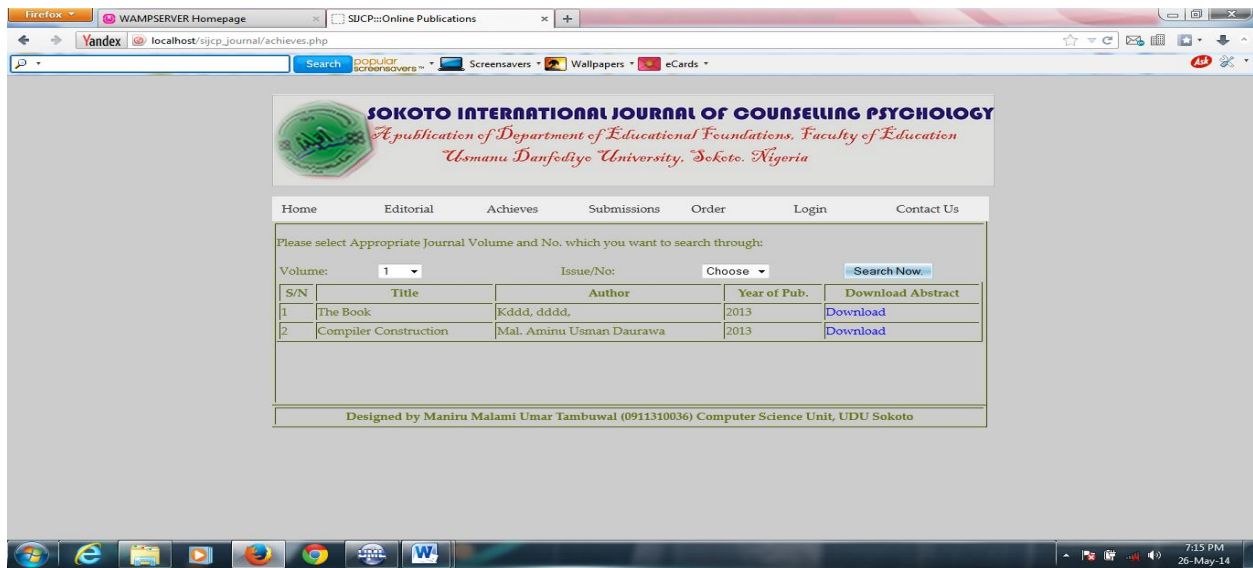 Firefox
WAMPSERVER Homepage
SIJCP:::Online Publications
Yandex localhost/sijcp_journal/achieves.php
Search popular screensavers™ Screensavers Wallpapers eCards Ask
SOKOTO INTERNATIONAL JOURNAL OF COUNSELLING PSYCHOLOGY
A publication of Department of Educational Foundations, Faculty of Education
Usmanu Danfodiyo University, Sokoto. Nigeria
Home Editorial Achieves Submissions Order Login Contact Us
Please select Appropriate Journal Volume and No. which you want to search through:
Volume: 1 Issue/No: Choose Search Now.
S/N Title Author Year of Pub. Download Abstract
1 The Book Kddd, dddd, 2013 Download
2 Compiler Construction Mal. Aminu Usman Daurawa 2013 Download
Designed by Maniru Malami Umar Tambuwal (0911310036) Computer Science Unit, UDU Sokoto
7:15 PM
26-May-14